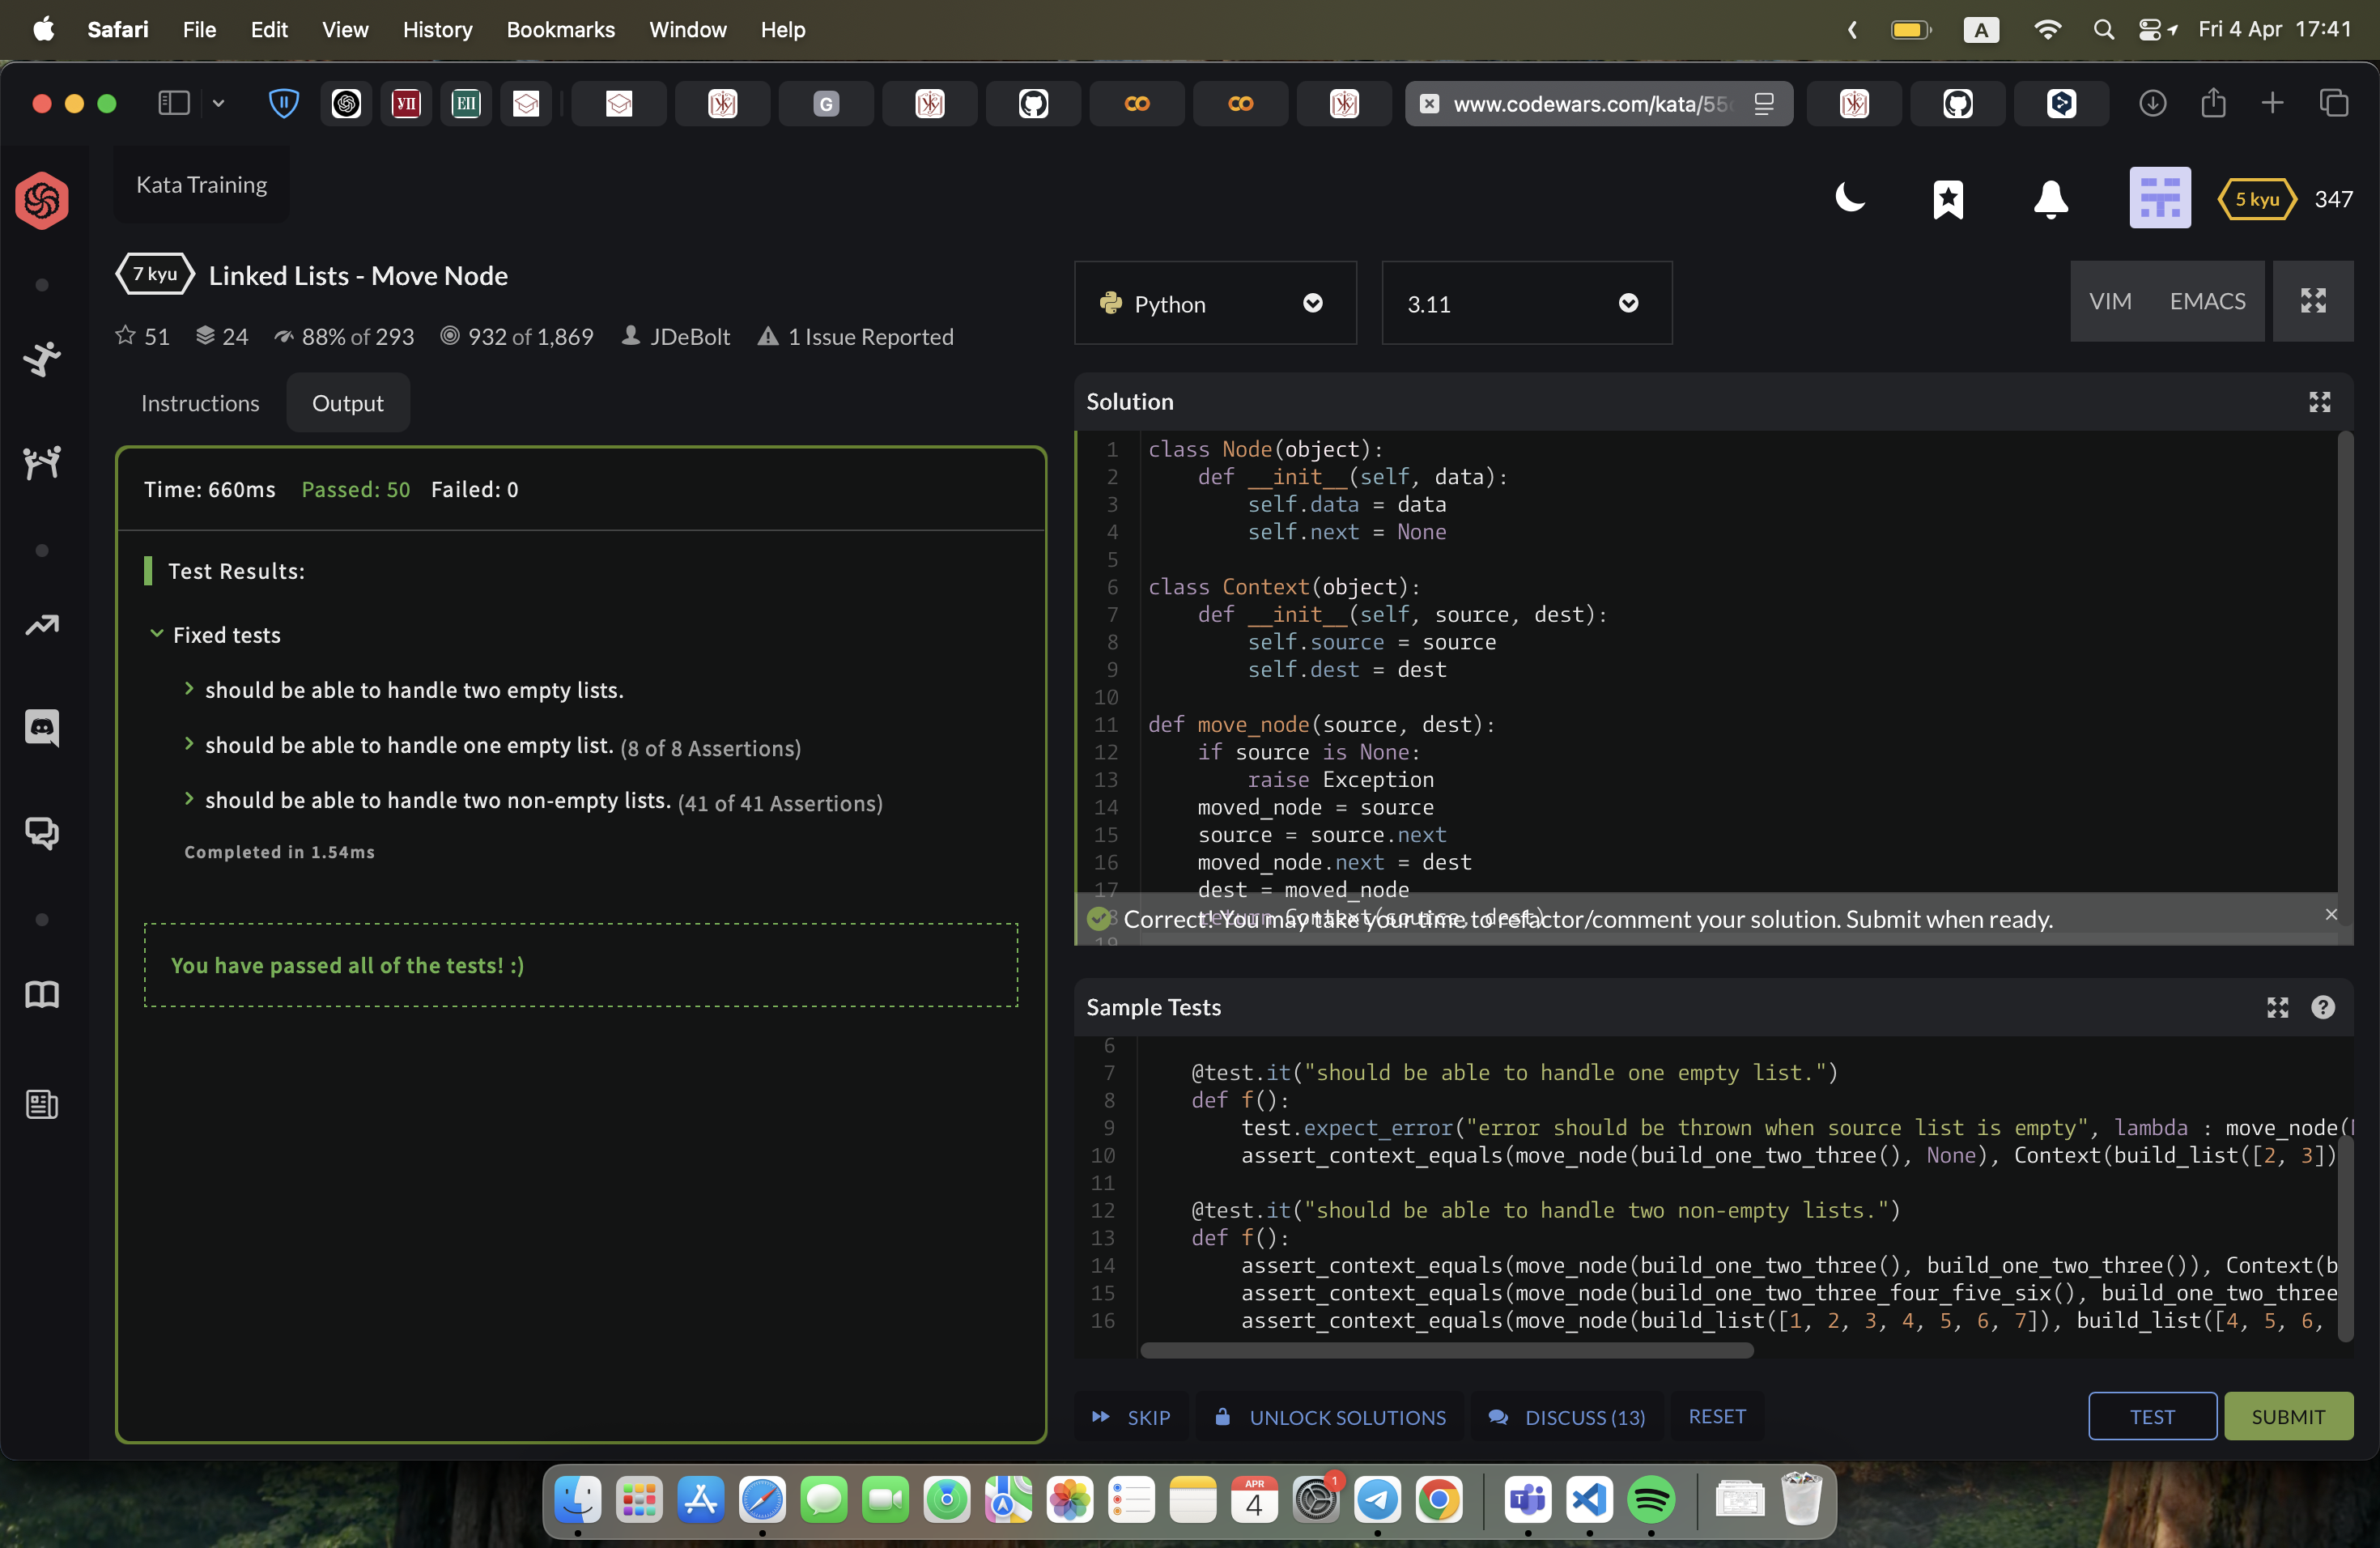 Safari File Edit View History Bookmarks Window Help A Fri 4 Apr 17:41
УП ЕП G www.codewars.com/kata/55
Kata Training
5 kyu 347
7 kyu Linked Lists - Move Node
51 24 88% of 293 932 of 1,869 JDeBolt 1 Issue Reported
Python 3.11 VIM EMACS
Instructions Output
Time: 660ms Passed: 50 Failed: 0
Test Results:
Fixed tests
should be able to handle two empty lists.
should be able to handle one empty list. (8 of 8 Assertions)
should be able to handle two non-empty lists. (41 of 41 Assertions)
Completed in 1.54ms
You have passed all of the tests! :)
Solution
1 class Node(object):
2 def __init__(self, data):
3 self.data = data
4 self.next = None
5
6 class Context(object):
7 def __init__(self, source, dest):
8 self.source = source
9 self.dest = dest
10
11 def move_node(source, dest):
12 if source is None:
13 raise Exception
14 moved_node = source
15 source = source.next
16 moved_node.next = dest
17 dest = moved_node
18 return Context(source, dest)
19
Correct! You may take your time to refactor/comment your solution. Submit when ready.
Sample Tests
6
7 @test.it("should be able to handle one empty list.")
8 def f():
9 test.expect_error("error should be thrown when source list is empty", lambda : move_node(
10 assert_context_equals(move_node(build_one_two_three(), None), Context(build_list([2, 3])
11
12 @test.it("should be able to handle two non-empty lists.")
13 def f():
14 assert_context_equals(move_node(build_one_two_three(), build_one_two_three()), Context(b
15 assert_context_equals(move_node(build_one_two_three_four_five_six(), build_one_two_three
16 assert_context_equals(move_node(build_list([1, 2, 3, 4, 5, 6, 7]), build_list([4, 5, 6,
SKIP UNLOCK SOLUTIONS DISCUSS (13) RESET TEST SUBMIT
APR
4
1